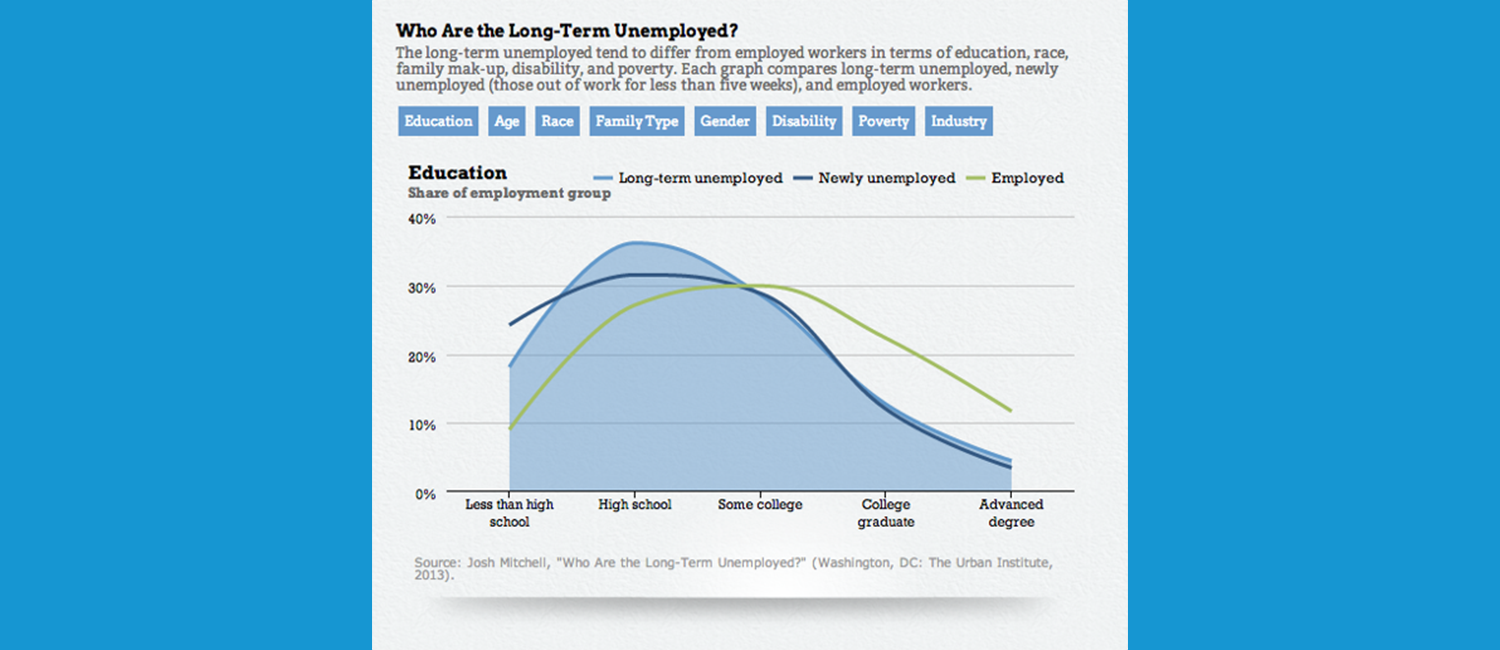 Who Are the Long-Term Unemployed?
The long-term unemployed tend to differ from employed workers in terms of education, race,
family mak-up, disability, and poverty. Each graph compares long-term unemployed, newly
unemployed (those out of work for less than five weeks), and employed workers.
Education Age Race Family Type Gender Disability Poverty Industry
Education
Long-term unemployed Newly unemployed Employed
Share of employment group
40%
30%
20%
10%
0%
Less than high school
High school
Some college
College graduate
Advanced degree
Source: Josh Mitchell, "Who Are the Long-Term Unemployed?" (Washington, DC: The Urban Institute,
2013).